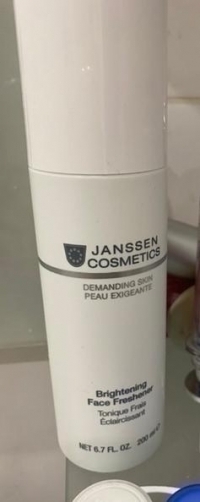 JANSSEN
COSMETICS
DEMANDING SKIN
PEAU EXIGEANTE
Brightening
Face Freshener
Tonique Frais
Éclaircissant
NET 6.7 FL. OZ. 200 ml ℮